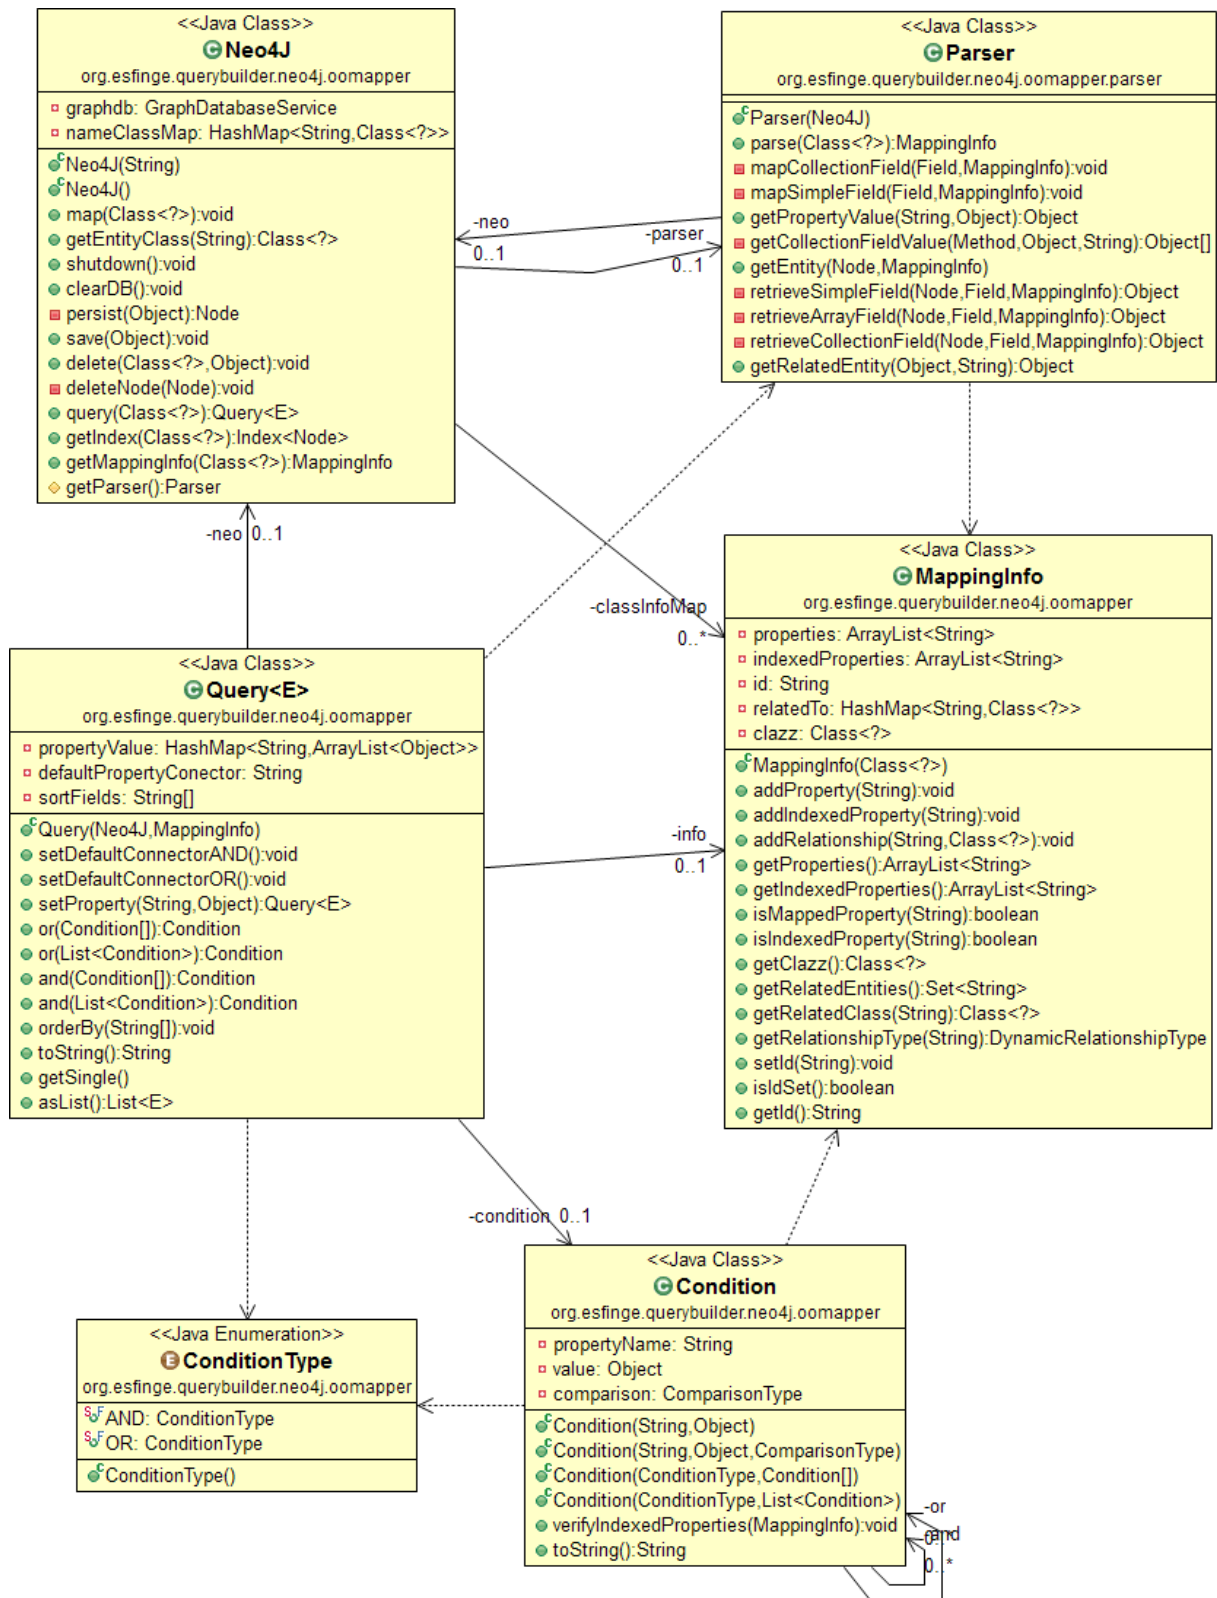 <<Java Class>>
Neo4J
org.esfinge.querybuilder.neo4j.oomapper
graphdb: GraphDatabaseService
nameClassMap: HashMap<String,Class<?>>
Neo4J(String)
Neo4J()
map(Class<?>):void
getEntityClass(String):Class<?>
shutdown():void
clearDB():void
persist(Object):Node
save(Object):void
delete(Class<?>,Object):void
deleteNode(Node):void
query(Class<?>):Query<E>
getIndex(Class<?>):Index<Node>
getMappingInfo(Class<?>):MappingInfo
getParser():Parser
<<Java Class>>
Parser
org.esfinge.querybuilder.neo4j.oomapper.parser
Parser(Neo4J)
parse(Class<?>):MappingInfo
mapCollectionField(Field,MappingInfo):void
mapSimpleField(Field,MappingInfo):void
getPropertyValue(String,Object):Object
getCollectionFieldValue(Method,Object,String):Object[]
getEntity(Node,MappingInfo)
retrieveSimpleField(Node,Field,MappingInfo):Object
retrieveArrayField(Node,Field,MappingInfo):Object
retrieveCollectionField(Node,Field,MappingInfo):Object
getRelatedEntity(Object,String):Object
-neo
0..1
-parser
0..1
-neo 0..1
-classInfoMap
0..*
<<Java Class>>
MappingInfo
org.esfinge.querybuilder.neo4j.oomapper
properties: ArrayList<String>
indexedProperties: ArrayList<String>
id: String
relatedTo: HashMap<String,Class<?>>
clazz: Class<?>
MappingInfo(Class<?>)
addProperty(String):void
addIndexedProperty(String):void
addRelationship(String,Class<?>):void
getProperties():ArrayList<String>
getIndexedProperties():ArrayList<String>
isMappedProperty(String):boolean
isIndexedProperty(String):boolean
getClazz():Class<?>
getRelatedEntities():Set<String>
getRelatedClass(String):Class<?>
getRelationshipType(String):DynamicRelationshipType
setId(String):void
isIdSet():boolean
getId():String
<<Java Class>>
Query<E>
org.esfinge.querybuilder.neo4j.oomapper
propertyValue: HashMap<String,ArrayList<Object>>
defaultPropertyConector: String
sortFields: String[]
Query(Neo4J,MappingInfo)
setDefaultConnectorAND():void
setDefaultConnectorOR():void
setProperty(String,Object):Query<E>
or(Condition[]):Condition
or(List<Condition>):Condition
and(Condition[]):Condition
and(List<Condition>):Condition
orderBy(String[]):void
toString():String
getSingle()
asList():List<E>
-info
0..1
-condition 0..1
<<Java Class>>
Condition
org.esfinge.querybuilder.neo4j.oomapper
propertyName: String
value: Object
comparison: ComparisonType
Condition(String,Object)
Condition(String,Object,ComparisonType)
Condition(ConditionType,Condition[])
Condition(ConditionType,List<Condition>)
verifyIndexedProperties(MappingInfo):void
toString():String
<<Java Enumeration>>
ConditionType
org.esfinge.querybuilder.neo4j.oomapper
AND: ConditionType
OR: ConditionType
ConditionType()
-or
-and
0..*